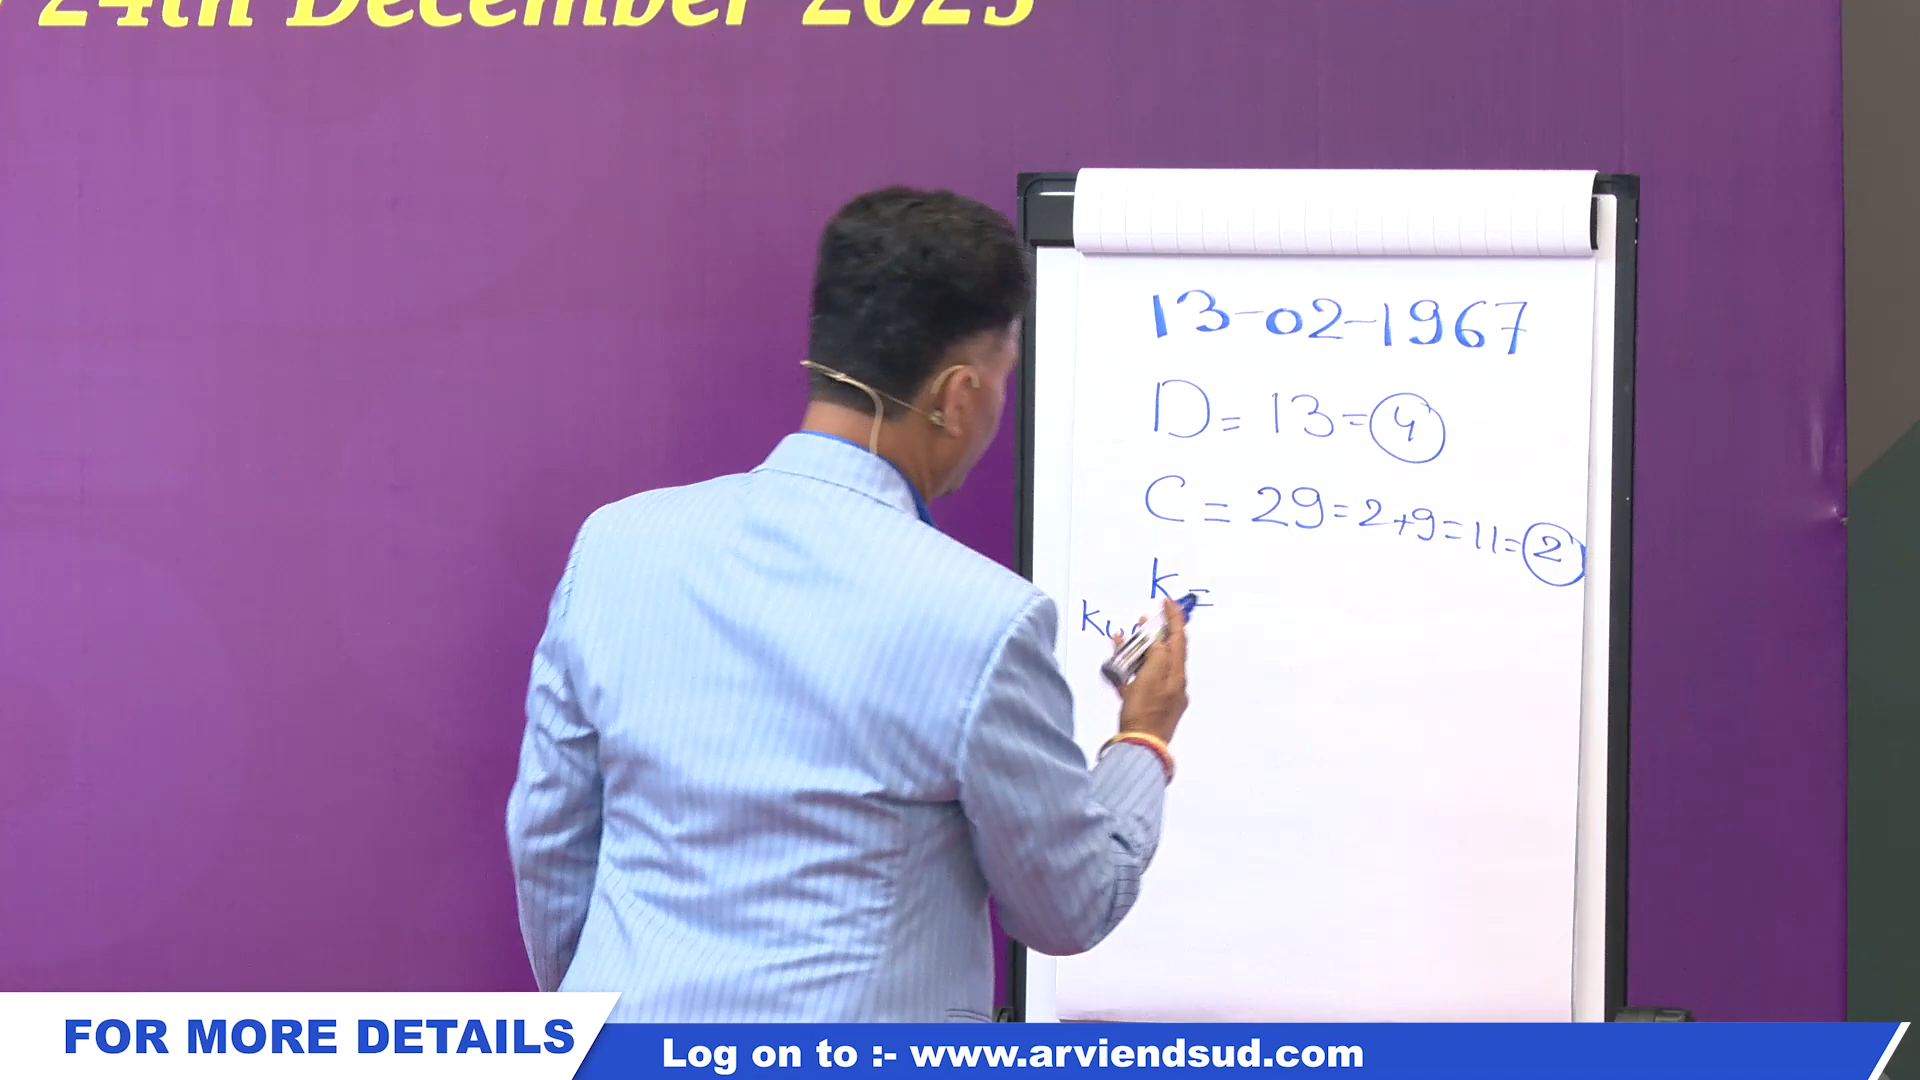 24th December 2023
13-02-1967
D = 13 = 4
C = 29 = 2+9 = 11 = 2
K =
FOR MORE DETAILS
Log on to :- www.arviendsud.com